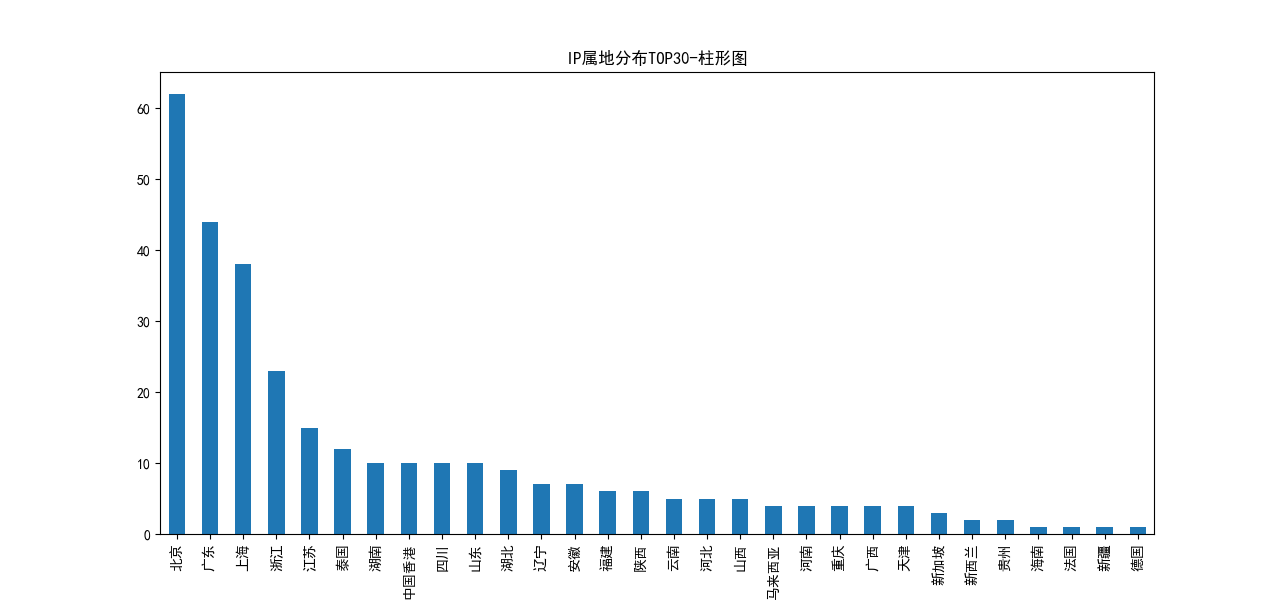 IP属地分布TOP30-柱形图
60
50
40
30
20
10
0
北京
广东
上海
浙江
江苏
泰国
湖南
中国香港
四川
山东
湖北
辽宁
安徽
福建
陕西
云南
河北
山西
马来西亚
河南
重庆
广西
天津
新加坡
新西兰
贵州
海南
法国
新疆
德国